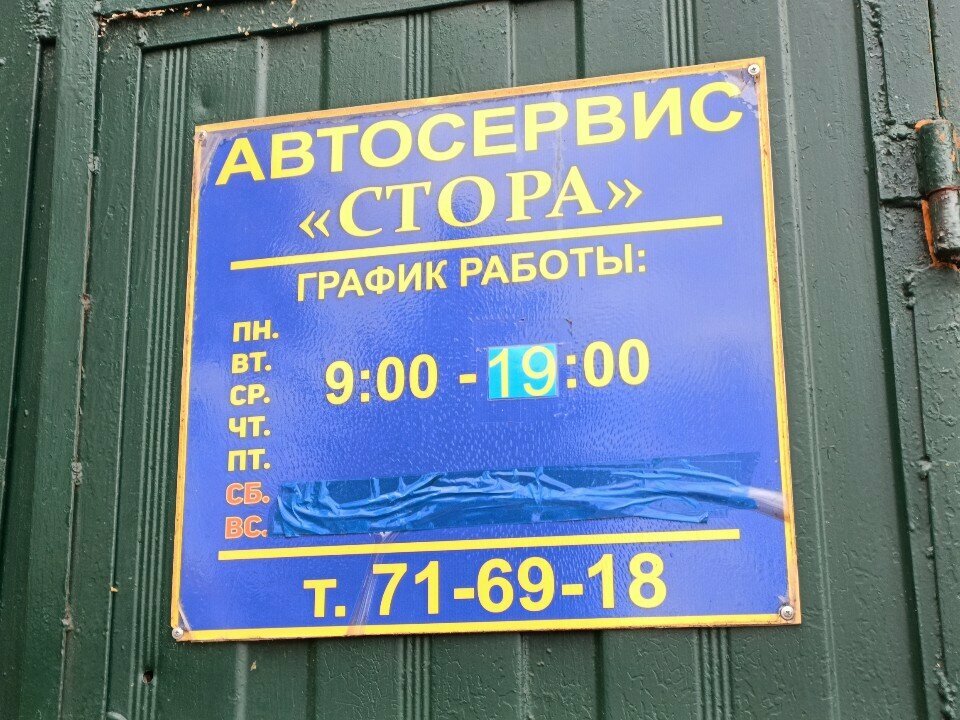 АВТОСЕРВИС
«СТОРА»
ГРАФИК РАБОТЫ:
ПН.
ВТ.
СР.
9:00 - 19:00
ЧТ.
ПТ.
СБ.
ВС.
т. 71-69-18